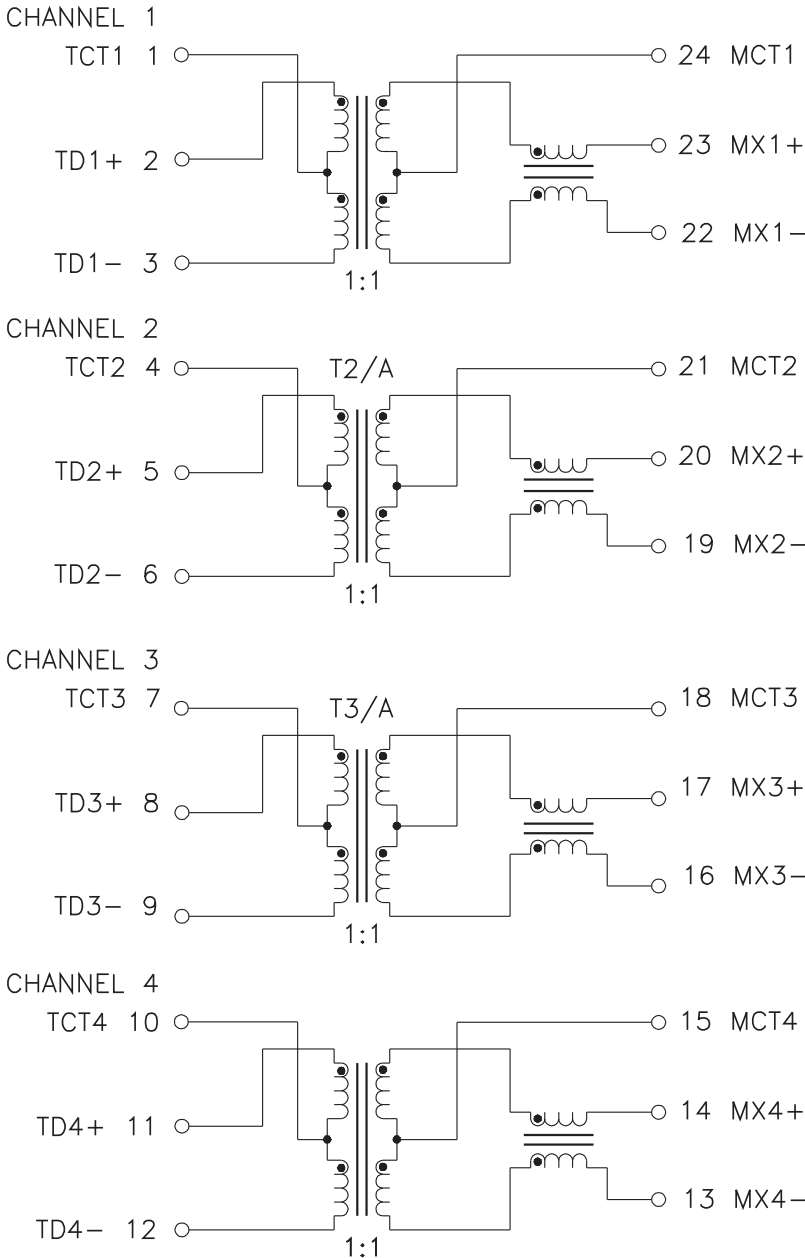 CHANNEL 1
TCT1 1
24 MCT1
TD1+ 2
23 MX1+
22 MX1−
TD1− 3
1:1
CHANNEL 2
TCT2 4
T2/A
21 MCT2
TD2+ 5
20 MX2+
19 MX2−
TD2− 6
1:1
CHANNEL 3
TCT3 7
T3/A
18 MCT3
TD3+ 8
17 MX3+
16 MX3−
TD3− 9
1:1
CHANNEL 4
TCT4 10
15 MCT4
TD4+ 11
14 MX4+
13 MX4−
TD4− 12
1:1